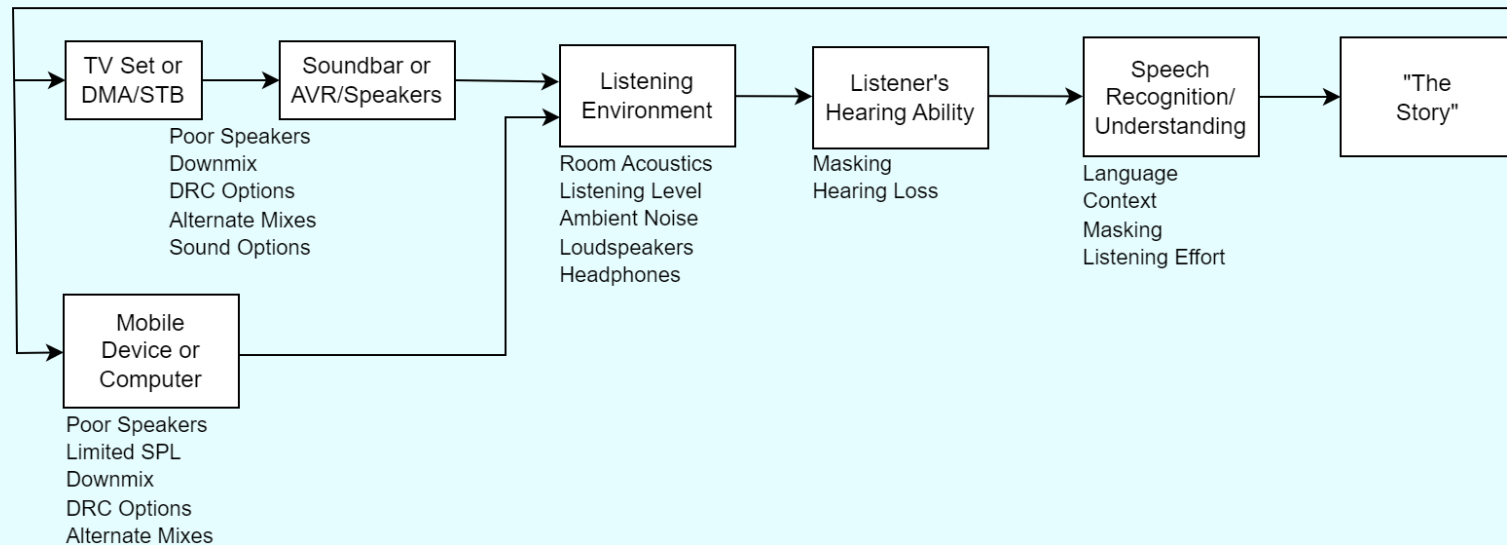 TV Set or
DMA/STB
Soundbar or
AVR/Speakers
Poor Speakers
Downmix
DRC Options
Alternate Mixes
Sound Options
Listening
Environment
Room Acoustics
Listening Level
Ambient Noise
Loudspeakers
Headphones
Listener's
Hearing Ability
Masking
Hearing Loss
Speech
Recognition/
Understanding
Language
Context
Masking
Listening Effort
"The
Story"
Mobile
Device or
Computer
Poor Speakers
Limited SPL
Downmix
DRC Options
Alternate Mixes